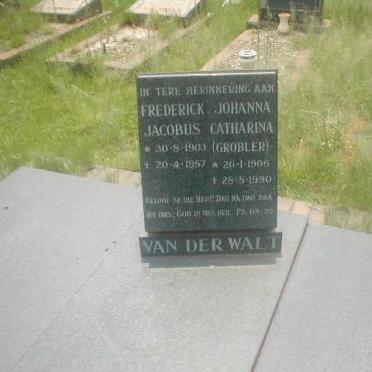 IN TERE HERINNERING AAN
FREDERICK JOHANNA
JACOBUS CATHARINA
★ 30-8-1903 (GROBLER)
✝ 20-4-1957 ★ 26-1-1906
✝ 28-5-1990
GELOOF SY DIE HERE! DAG NA DAG DRA
HY ONS; GOD IS ONS HEIL PS. 68:20
VAN DER WALT